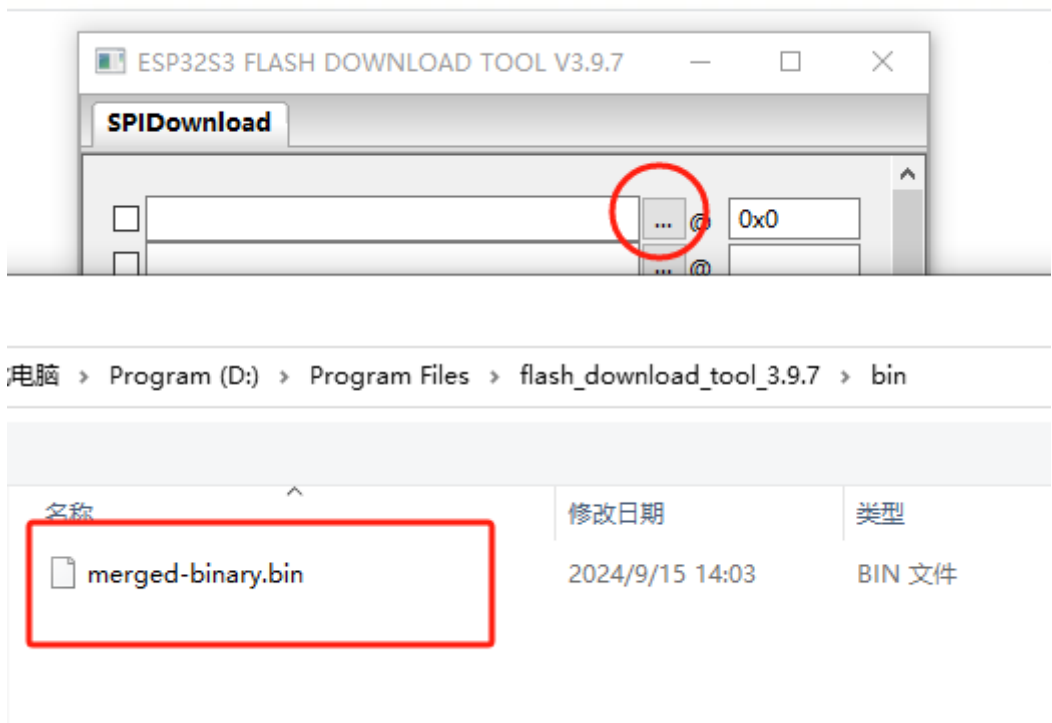 ESP32S3 FLASH DOWNLOAD TOOL V3.9.7
SPIDownload
... @ 0x0
... @
电脑 > Program (D:) > Program Files > flash_download_tool_3.9.7 > bin
名称 修改日期 类型
merged-binary.bin 2024/9/15 14:03 BIN 文件